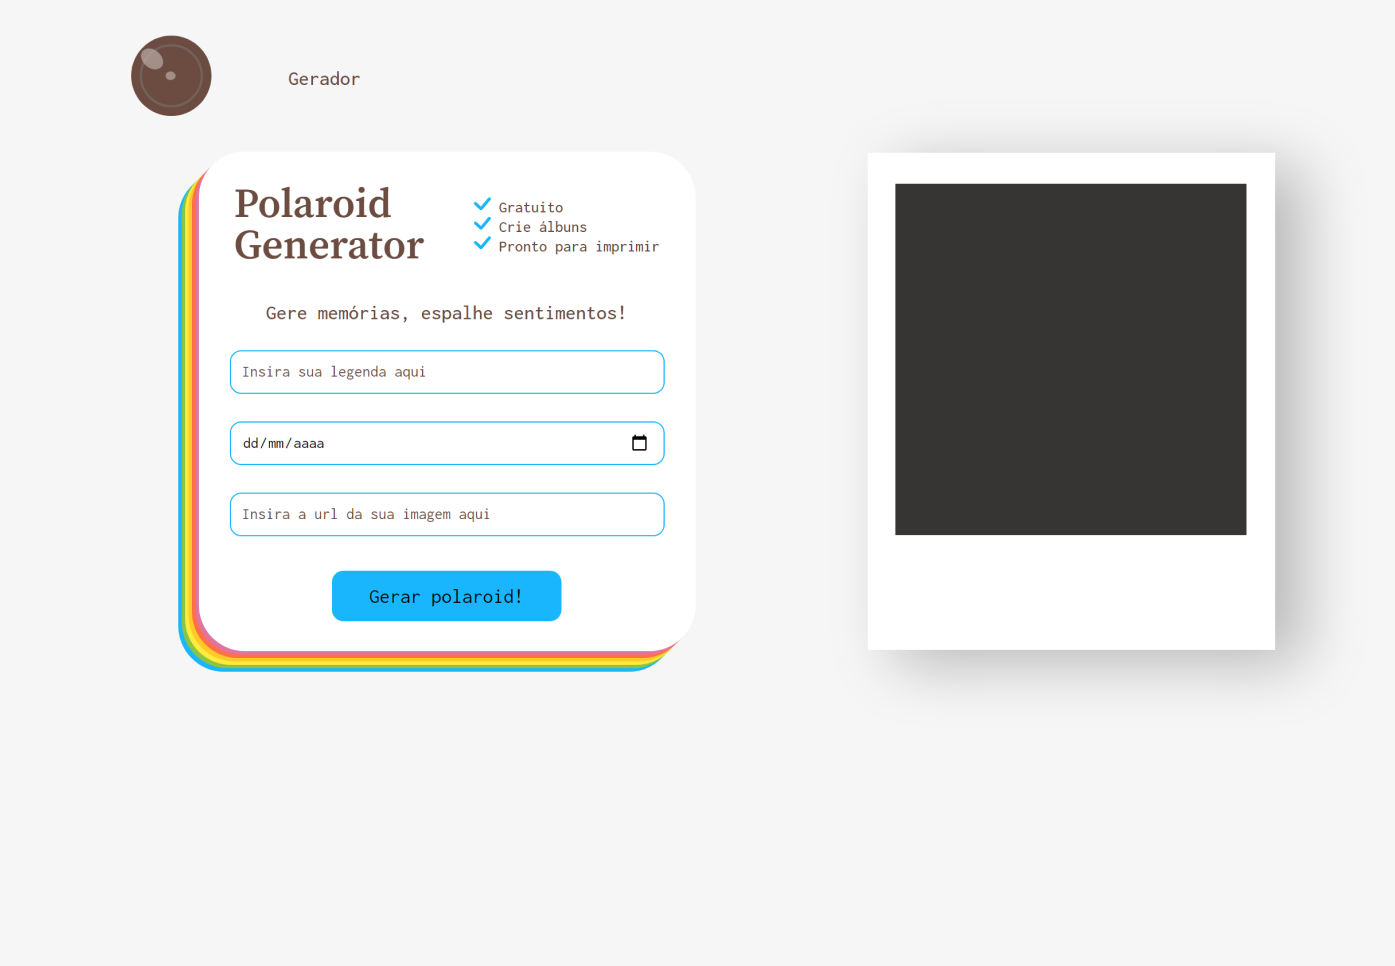 Gerador
Polaroid
Generator
Gratuito
Crie álbuns
Pronto para imprimir
Gere memórias, espalhe sentimentos!
Insira sua legenda aqui
dd/mm/aaaa
Insira a url da sua imagem aqui
Gerar polaroid!